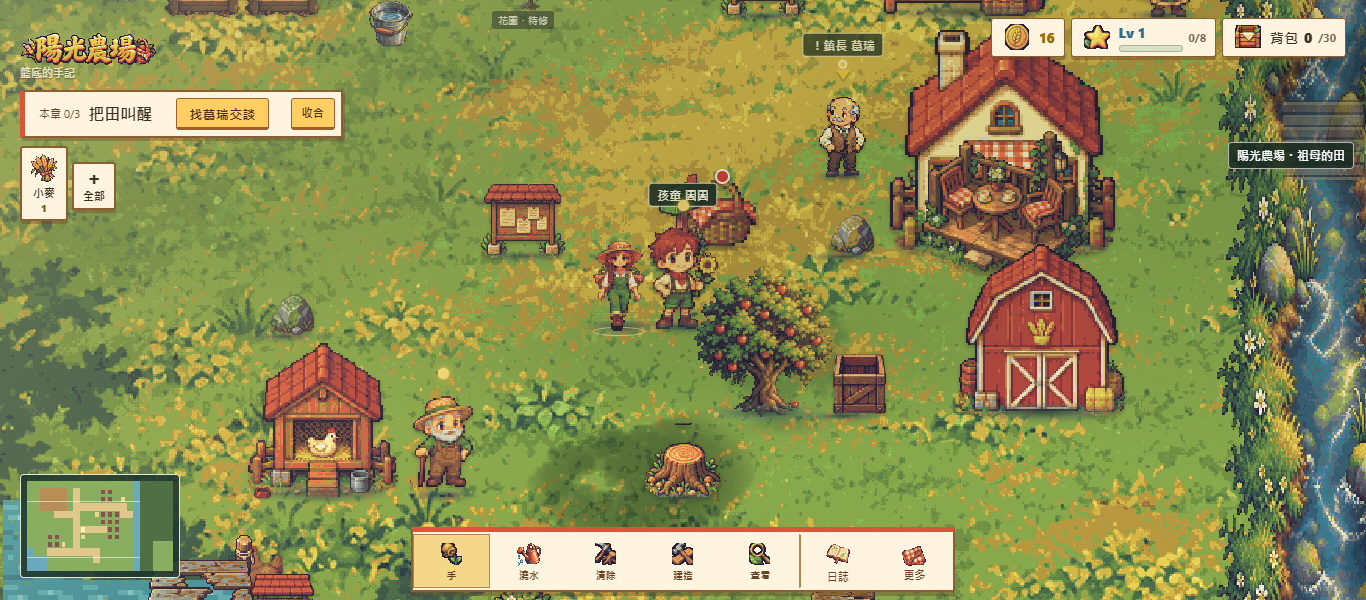 花圃・待修
陽光農場
籃底的手記
本章 0/3 把田叫醒 找葛瑞交談 收合
小麥
1
+
全部
! 鎮長 葛瑞
16
Lv 1
0/8
背包 0 /30
陽光農場・祖母的田
孩童 囡囡
手
澆水
清除
建造
查看
日誌
更多